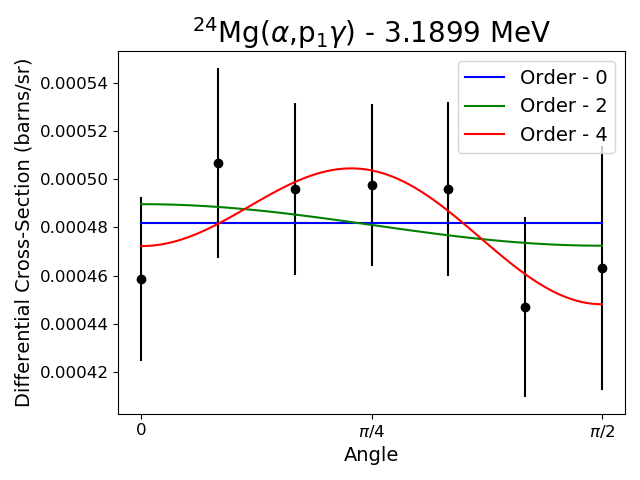 ²⁴Mg(α,p₁γ) - 3.1899 MeV
Differential Cross-Section (barns/sr)
0.00054
0.00052
0.00050
0.00048
0.00046
0.00044
0.00042
Order - 0
Order - 2
Order - 4
0
π/4
π/2
Angle